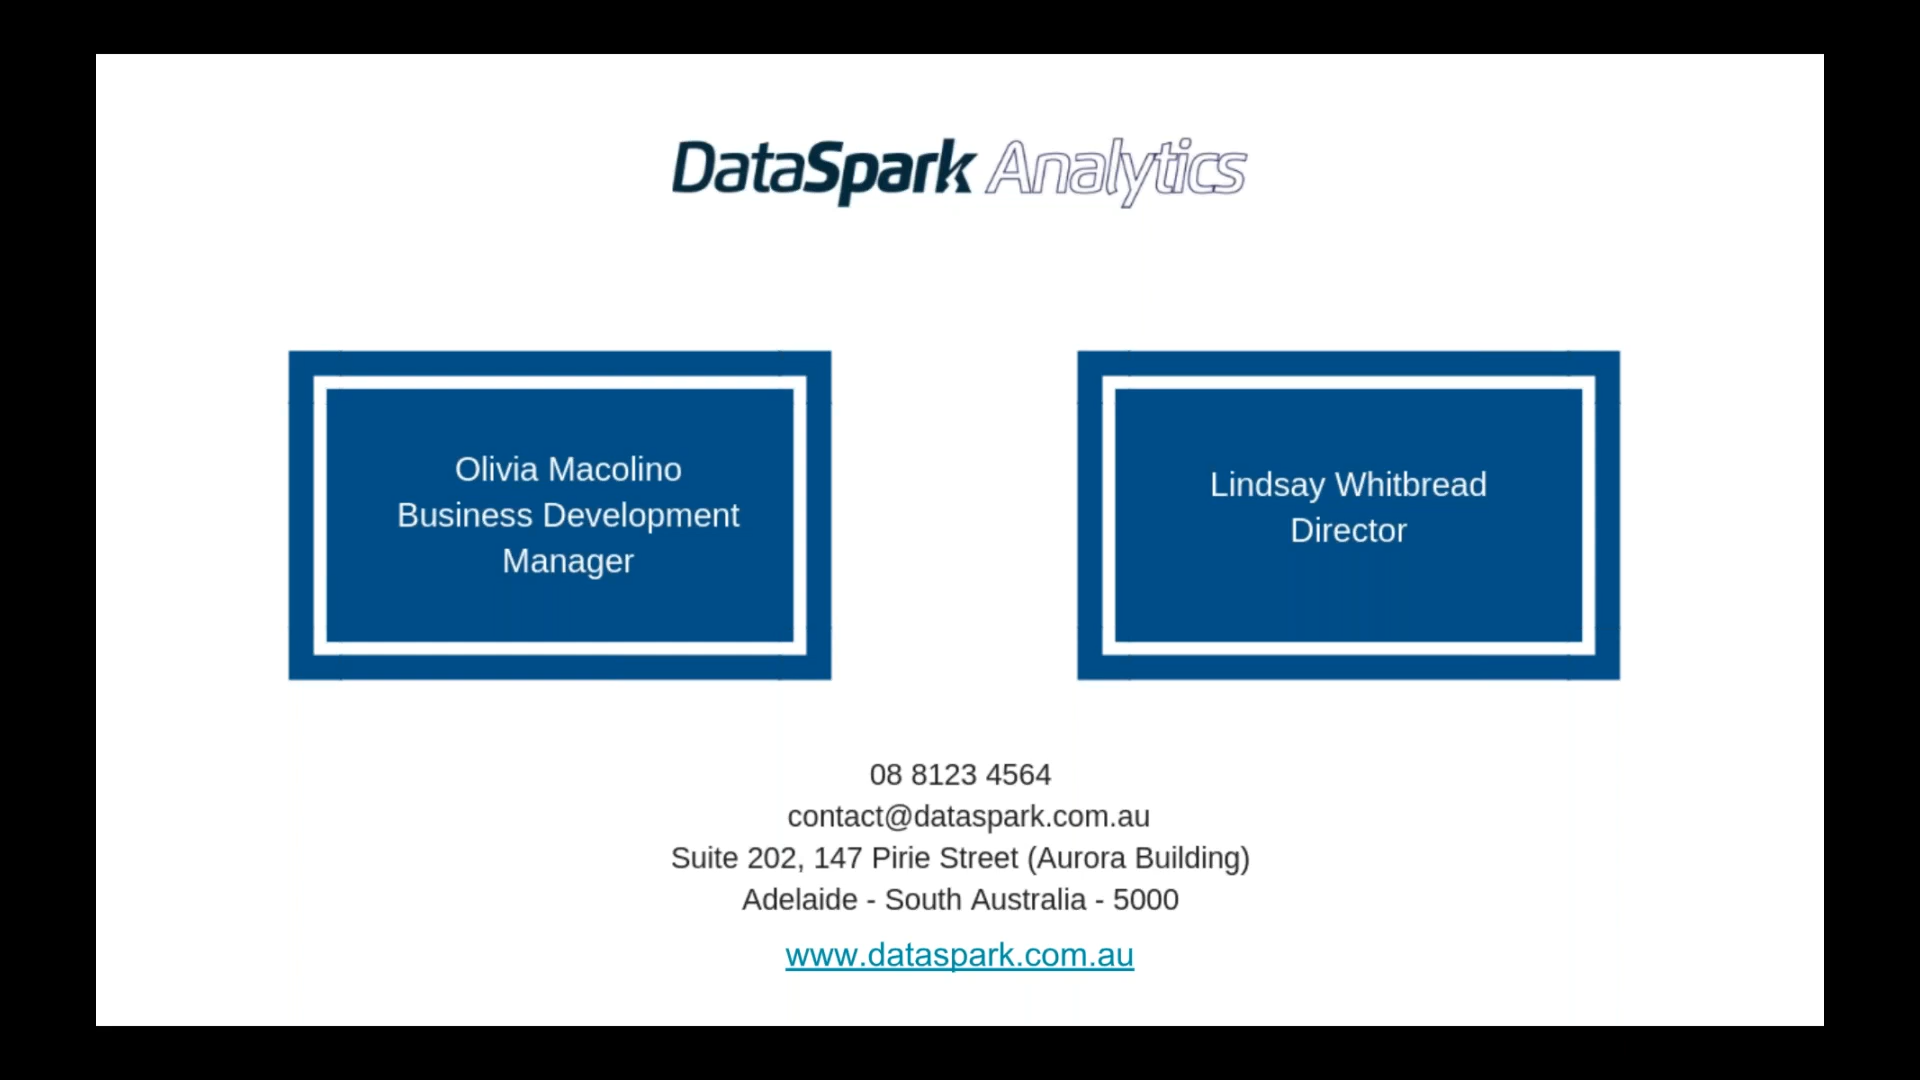 DataSpark Analytics
Olivia Macolino
Business Development
Manager
Lindsay Whitbread
Director
08 8123 4564
contact@dataspark.com.au
Suite 202, 147 Pirie Street (Aurora Building)
Adelaide - South Australia - 5000
www.dataspark.com.au